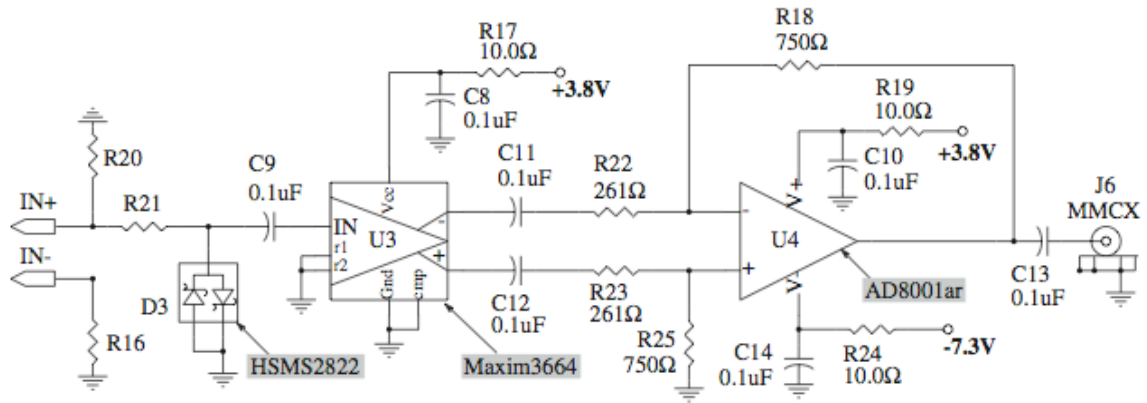 R17
10.0Ω
+3.8V
C8
0.1uF
R18
750Ω
R19
10.0Ω
+3.8V
C10
0.1uF
R20
IN+
R21
IN-
R16
C9
0.1uF
D3
HSMS2822
Vcc
IN
r1
r2
U3
-
+
Gnd
cmp
Maxim3664
C11
0.1uF
R22
261Ω
C12
0.1uF
R23
261Ω
R25
750Ω
-
+
U4
V+
V-
AD8001ar
C14
0.1uF
R24
10.0Ω
-7.3V
C13
0.1uF
J6
MMCX